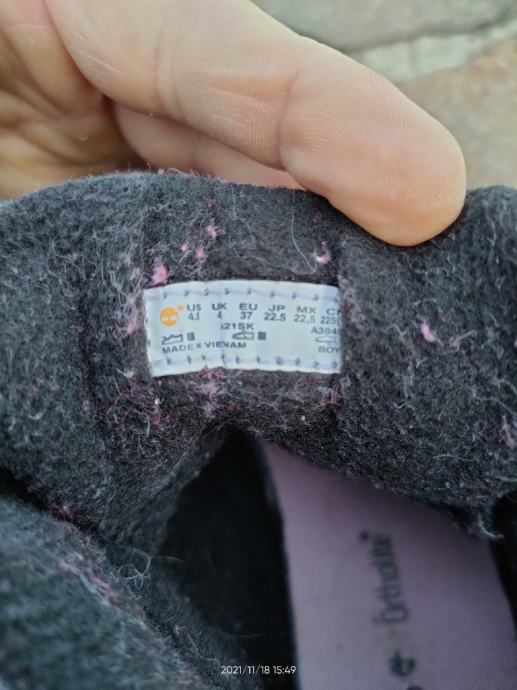 US UK EU JP MX
4.5 4 37 22.5 22,5 225
A384
MADE IN VIENAM BOY
Ortholite
2021/11/18 15:49